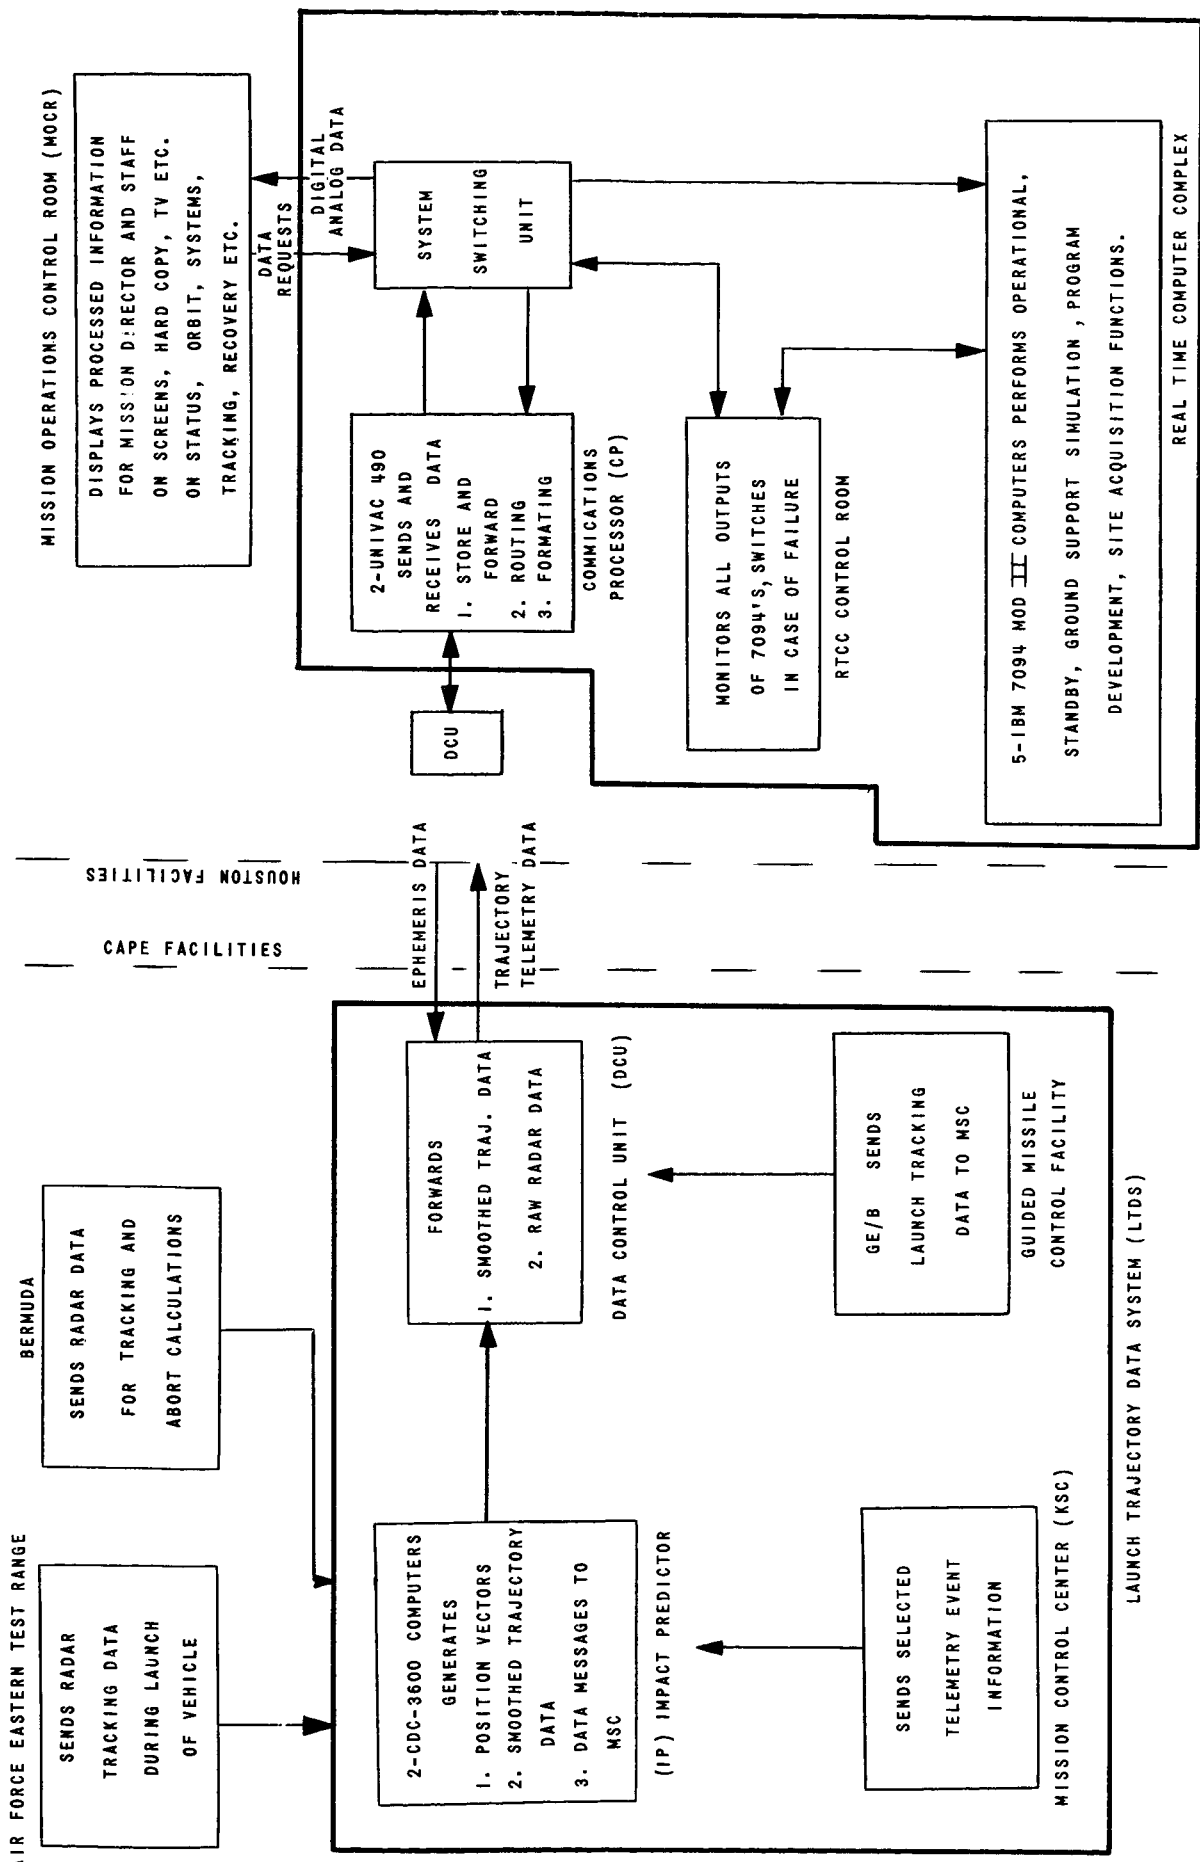 IR FORCE EASTERN TEST RANGE
SENDS RADAR
TRACKING DATA
DURING LAUNCH
OF VEHICLE
BERMUDA
SENDS RADAR DATA
FOR TRACKING AND
ABORT CALCULATIONS
2-CDC-3600 COMPUTERS
GENERATES
1. POSITION VECTORS
2. SMOOTHED TRAJECTORY
DATA
3. DATA MESSAGES TO
MSC
(IP) IMPACT PREDICTOR
FORWARDS
1. SMOOTHED TRAJ. DATA
2. RAW RADAR DATA
DATA CONTROL UNIT (DCU)
SENDS SELECTED
TELEMETRY EVENT
INFORMATION
MISSION CONTROL CENTER (KSC)
GE/B SENDS
LAUNCH TRACKING
DATA TO MSC
GUIDED MISSILE
CONTROL FACILITY
LAUNCH TRAJECTORY DATA SYSTEM (LTDS)
CAPE FACILITIES
HOUSTON FACILITIES
EPHEMERIS DATA
TRAJECTORY
TELEMETRY DATA
MISSION OPERATIONS CONTROL ROOM (MOCR)
DISPLAYS PROCESSED INFORMATION
FOR MISSION DIRECTOR AND STAFF
ON SCREENS, HARD COPY, TV ETC.
ON STATUS, ORBIT, SYSTEMS,
TRACKING, RECOVERY ETC.
DATA
REQUESTS
DIGITAL
ANALOG DATA
DCU
2-UNIVAC 490
SENDS AND
RECEIVES DATA
1. STORE AND
FORWARD
2. ROUTING
3. FORMATING
COMMICATIONS
PROCESSOR (CP)
SYSTEM
SWITCHING
UNIT
MONITORS ALL OUTPUTS
OF 7094'S, SWITCHES
IN CASE OF FAILURE
RTCC CONTROL ROOM
5-IBM 7094 MOD II COMPUTERS PERFORMS OPERATIONAL,
STANDBY, GROUND SUPPORT SIMULATION, PROGRAM
DEVELOPMENT, SITE ACQUISITION FUNCTIONS.
REAL TIME COMPUTER COMPLEX